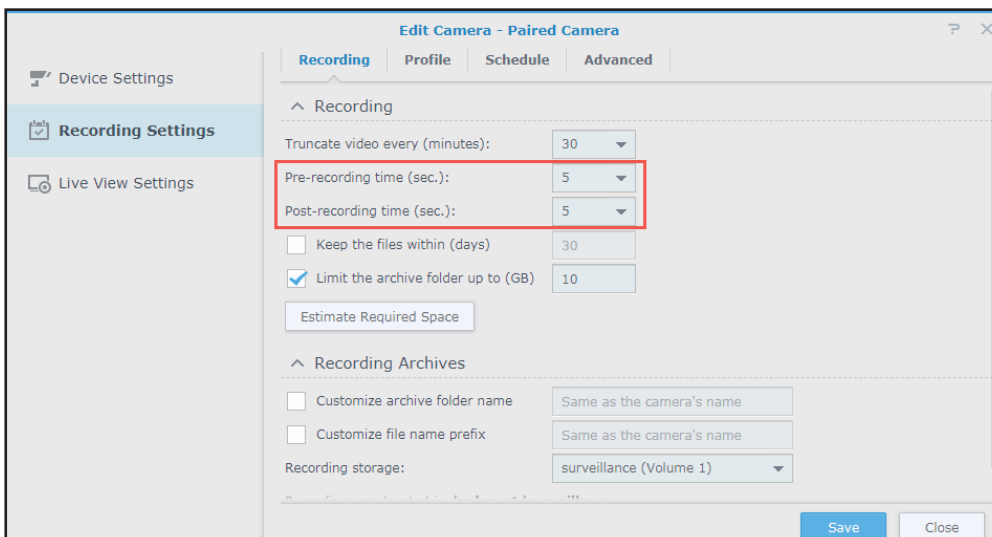 Edit Camera - Paired Camera
Device Settings
Recording Settings
Live View Settings
Recording Profile Schedule Advanced
Recording
Truncate video every (minutes): 30
Pre-recording time (sec.): 5
Post-recording time (sec.): 5
Keep the files within (days) 30
Limit the archive folder up to (GB) 10
Estimate Required Space
Recording Archives
Customize archive folder name Same as the camera's name
Customize file name prefix Same as the camera's name
Recording storage: surveillance (Volume 1)
Save Close